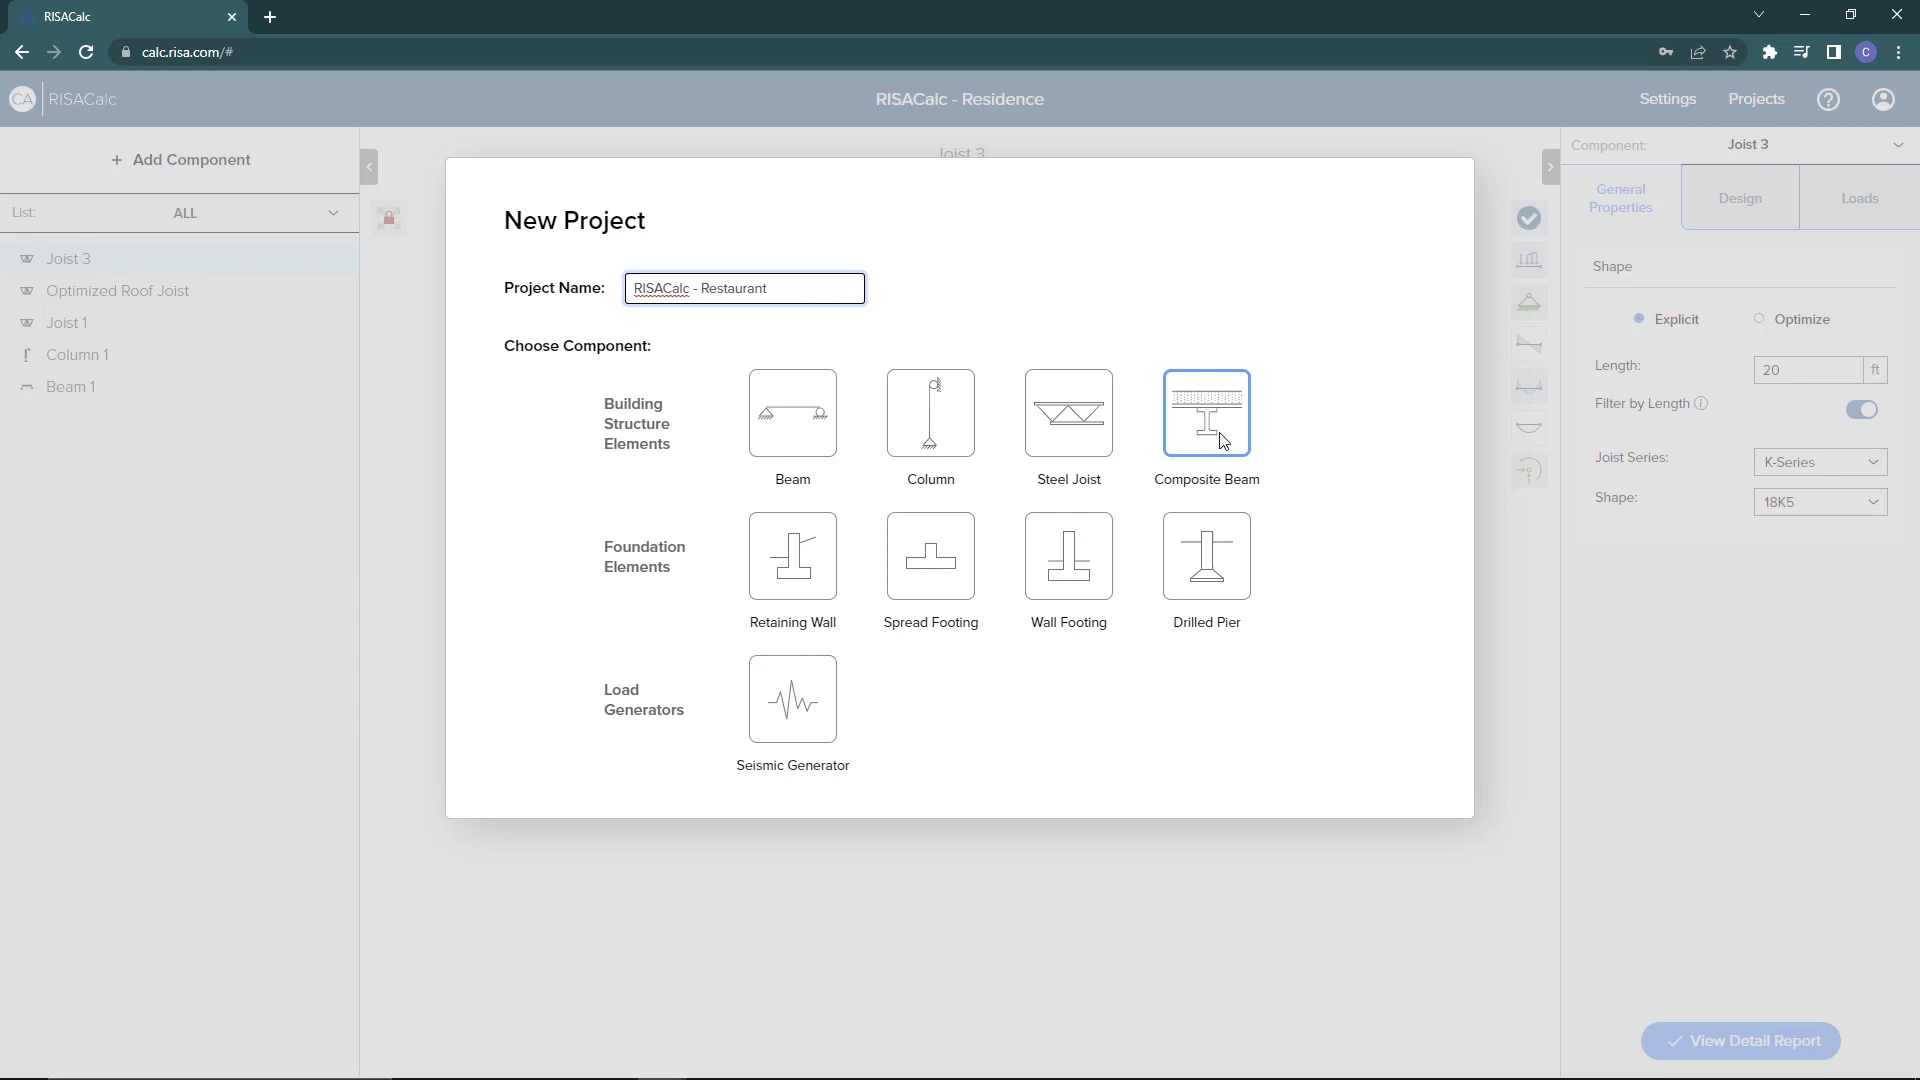 RISACalc
calc.risa.com/#
C
CA RISACalc
RISACalc - Residence
Settings
Projects
?
+ Add Component
List: ALL
Joist 3
Optimized Roof Joist
Joist 1
Column 1
Beam 1
Joist 3
New Project
Project Name: RISACalc - Restaurant
Choose Component:
Building
Structure
Elements
Beam
Column
Steel Joist
Composite Beam
Foundation
Elements
Retaining Wall
Spread Footing
Wall Footing
Drilled Pier
Load
Generators
Seismic Generator
Component: Joist 3
General
Properties
Design
Loads
Shape
Explicit
Optimize
Length: 20 ft
Filter by Length
Joist Series: K-Series
Shape: 18K5
View Detail Report